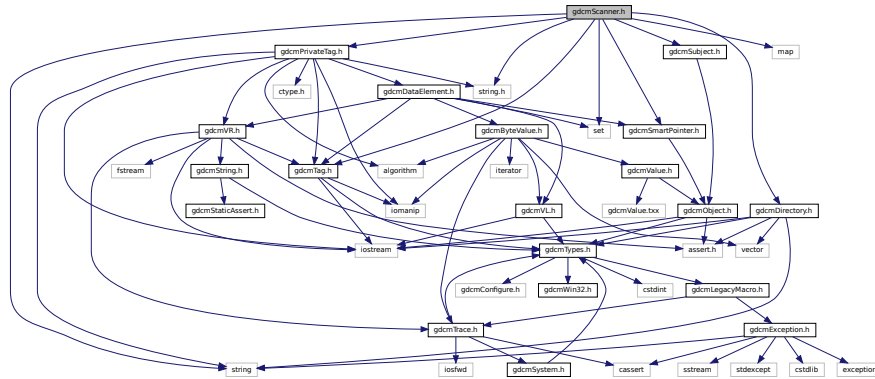 gdcmScanner.h
gdcmPrivateTag.h
gdcmSubject.h
map
ctype.h
gdcmDataElement.h
string.h
gdcmVR.h
gdcmByteValue.h
set
gdcmSmartPointer.h
fstream
gdcmString.h
gdcmTag.h
algorithm
iterator
gdcmValue.h
gdcmStaticAssert.h
iomanip
gdcmVL.h
gdcmValue.txx
gdcmObject.h
gdcmDirectory.h
iostream
gdcmTypes.h
assert.h
vector
gdcmConfigure.h
gdcmWin32.h
cstdint
gdcmLegacyMacro.h
gdcmTrace.h
gdcmException.h
string
iosfwd
gdcmSystem.h
cassert
sstream
stdexcept
cstdlib
exception